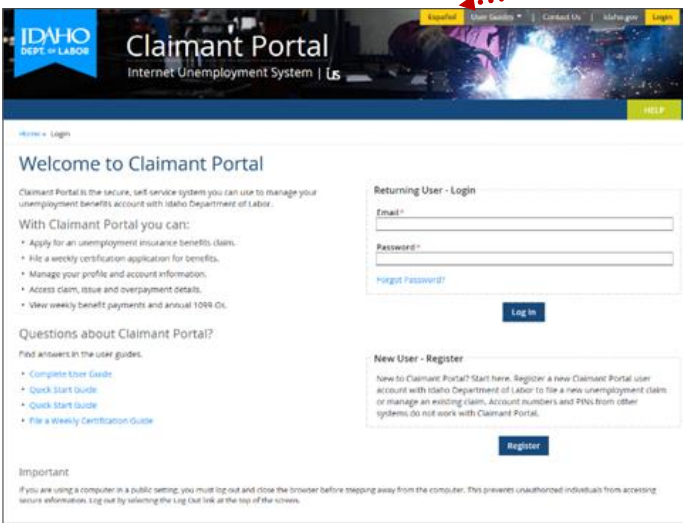 IDAHO
DEPT. OF LABOR
Español User Guides | Contact Us | Idaho.gov Login
Claimant Portal
Internet Unemployment System | iUS
HELP
Home » Login
Welcome to Claimant Portal
Claimant Portal is the secure, self-service system you can use to manage your
unemployment benefits account with Idaho Department of Labor.
With Claimant Portal you can:
• Apply for an unemployment insurance benefits claim.
• File a weekly certification application for benefits.
• Manage your profile and account information.
• Access claim, issue and overpayment details.
• View weekly benefit payments and annual 1099-Gs.
Questions about Claimant Portal?
Find answers in the user guides.
• Complete User Guide
• Quick Start Guide
• Quick Start Guide
• File a Weekly Certification Guide
Returning User - Login
Email *
Password *
Forgot Password?
Log In
New User - Register
New to Claimant Portal? Start here. Register a new Claimant Portal user
account with Idaho Department of Labor to file a new unemployment claim
or manage an existing claim. Account numbers and PINs from other
systems do not work with Claimant Portal.
Register
Important
If you are using a computer in a public setting, you must log out and close the browser before stepping away from the computer. This prevents unauthorized individuals from accessing
secure information. Log out by selecting the Log Out link at the top of the screen.